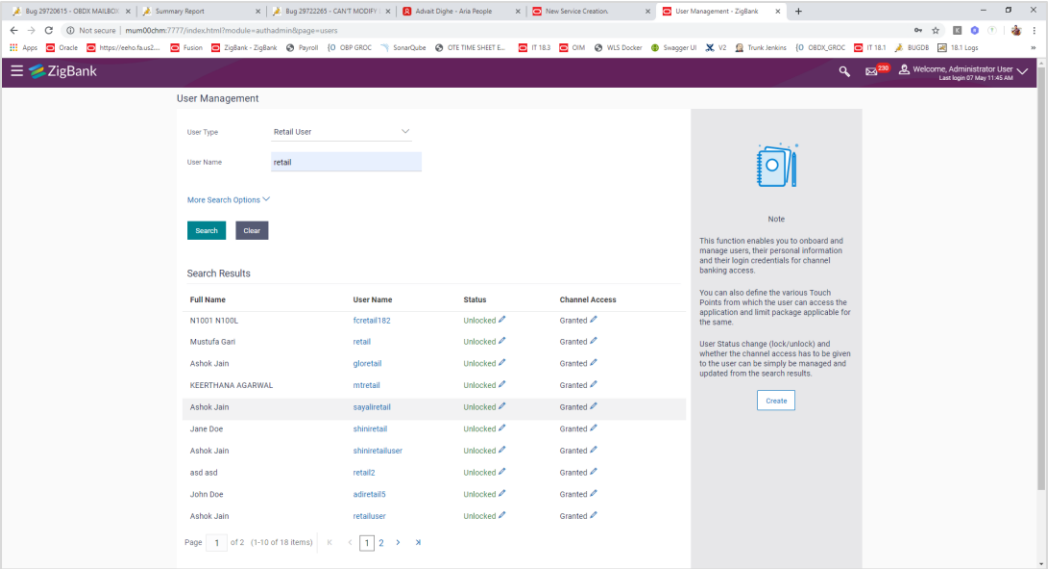 Bug 29720615 - OBDX MAILBOX
Summary Report
Bug 29722265 - CAN'T MODIFY
Advait Dighe - Aria People
New Service Creation.
User Management - ZigBank
Not secure | mum00chm:7777/index.html?module=authadmin&page=users
Apps Oracle https://eeho.fa.us2... Fusion ZigBank - ZigBank Payroll OBP GROC SonarQube OTE TIME SHEET E... IT 18.3 OIM WLS Docker Swagger UI V2 Trunk Jenkins OBDX_GROC IT 18.1 BUGDB 18.1 Logs
ZigBank
230
Welcome, Administrator User
Last login 07 May 11:45 AM
User Management
User Type Retail User
User Name retail
More Search Options
Search Clear
Search Results
Full Name User Name Status Channel Access
N1001 N100L fcretail182 Unlocked Granted
Mustufa Gari retail Unlocked Granted
Ashok Jain gloretail Unlocked Granted
KEERTHANA AGARWAL mtretail Unlocked Granted
Ashok Jain sayaliretail Unlocked Granted
Jane Doe shiniretail Unlocked Granted
Ashok Jain shiniretailuser Unlocked Granted
asd asd retail2 Unlocked Granted
John Doe adiretail5 Unlocked Granted
Ashok Jain retailuser Unlocked Granted
Page 1 of 2 (1-10 of 18 items) 1 2
Note
This function enables you to onboard and
manage users, their personal information
and their login credentials for channel
banking access.
You can also define the various Touch
Points from which the user can access the
application and limit package applicable for
the same.
User Status change (lock/unlock) and
whether the channel access has to be given
to the user can be simply be managed and
updated from the search results.
Create